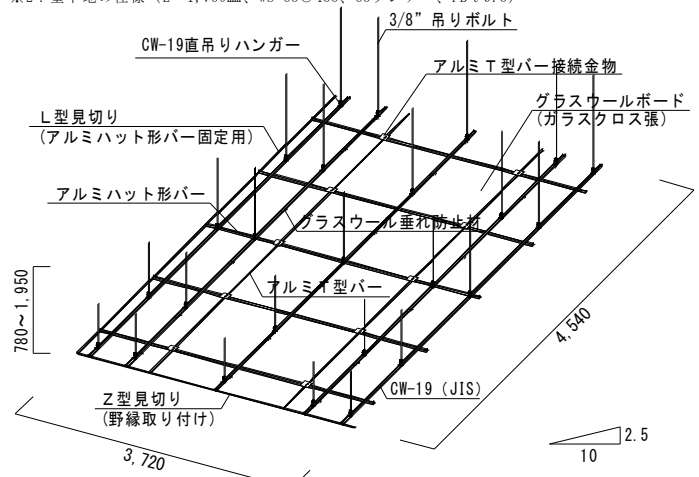 3/8” 吊りボルト
CW-19直吊りハンガー
アルミT型バー接続金物
グラスウールボード
(ガラスクロス張)
L型見切り
(アルミハット形バー固定用)
アルミハット形バー
グラスウール垂れ防止材
アルミT型バー
780～1,950
4,540
Z型見切り
(野縁取り付け)
CW-19 (JIS)
3,720
2.5
10